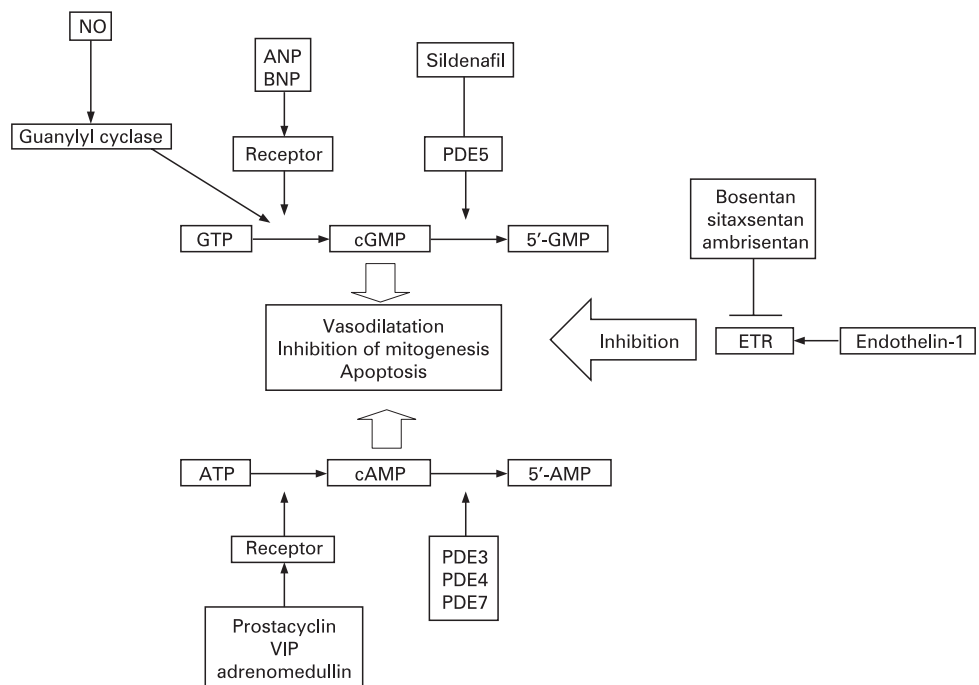 NO
ANP
BNP
Sildenafil
Guanylyl cyclase
Receptor
PDE5
Bosentan
sitaxsentan
ambrisentan
GTP
cGMP
5′-GMP
Vasodilatation
Inhibition of mitogenesis
Apoptosis
Inhibition
ETR
Endothelin-1
ATP
cAMP
5′-AMP
Receptor
PDE3
PDE4
PDE7
Prostacyclin
VIP
adrenomedullin